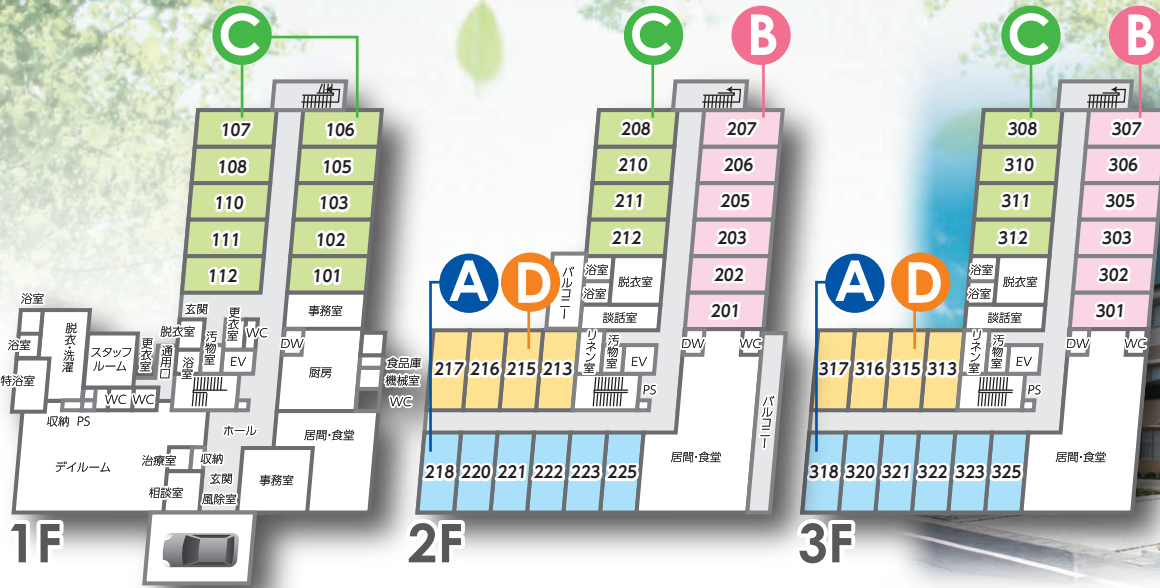 C
107
106
108
105
110
103
111
102
112
101
玄関
事務室
浴室
浴室
特浴室
脱衣・洗濯
スタッフルーム
更衣室
通用口
脱衣室
浴室
汚物室
更衣室
WC
EV
DW
厨房
食品庫
機械室
WC
WC
WC
収納
PS
ホール
居間・食堂
デイルーム
治療室
収納
玄関
相談室
風除室
事務室
1F
C
B
208
207
210
206
211
205
212
203
202
201
A
D
バルコニー
浴室
浴室
脱衣室
談話室
リネン室
汚物室
EV
DW
WC
PS
217
216
215
213
218
220
221
222
223
225
居間・食堂
バルコニー
2F
C
B
308
307
310
306
311
305
312
303
302
301
A
D
浴室
浴室
脱衣室
談話室
リネン室
汚物室
EV
DW
WC
PS
317
316
315
313
318
320
321
322
323
325
居間・食堂
3F